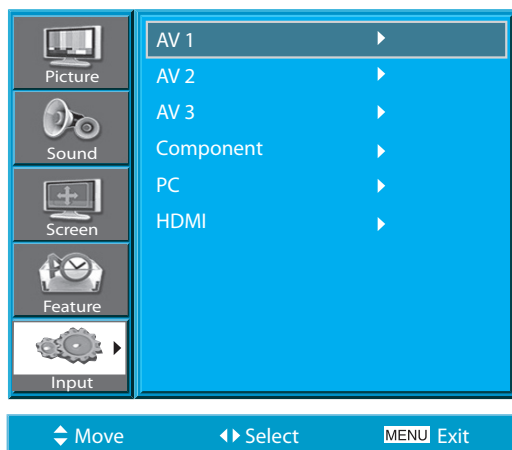 Picture
Sound
Screen
Feature
Input
AV 1
AV 2
AV 3
Component
PC
HDMI
Move Select MENU Exit